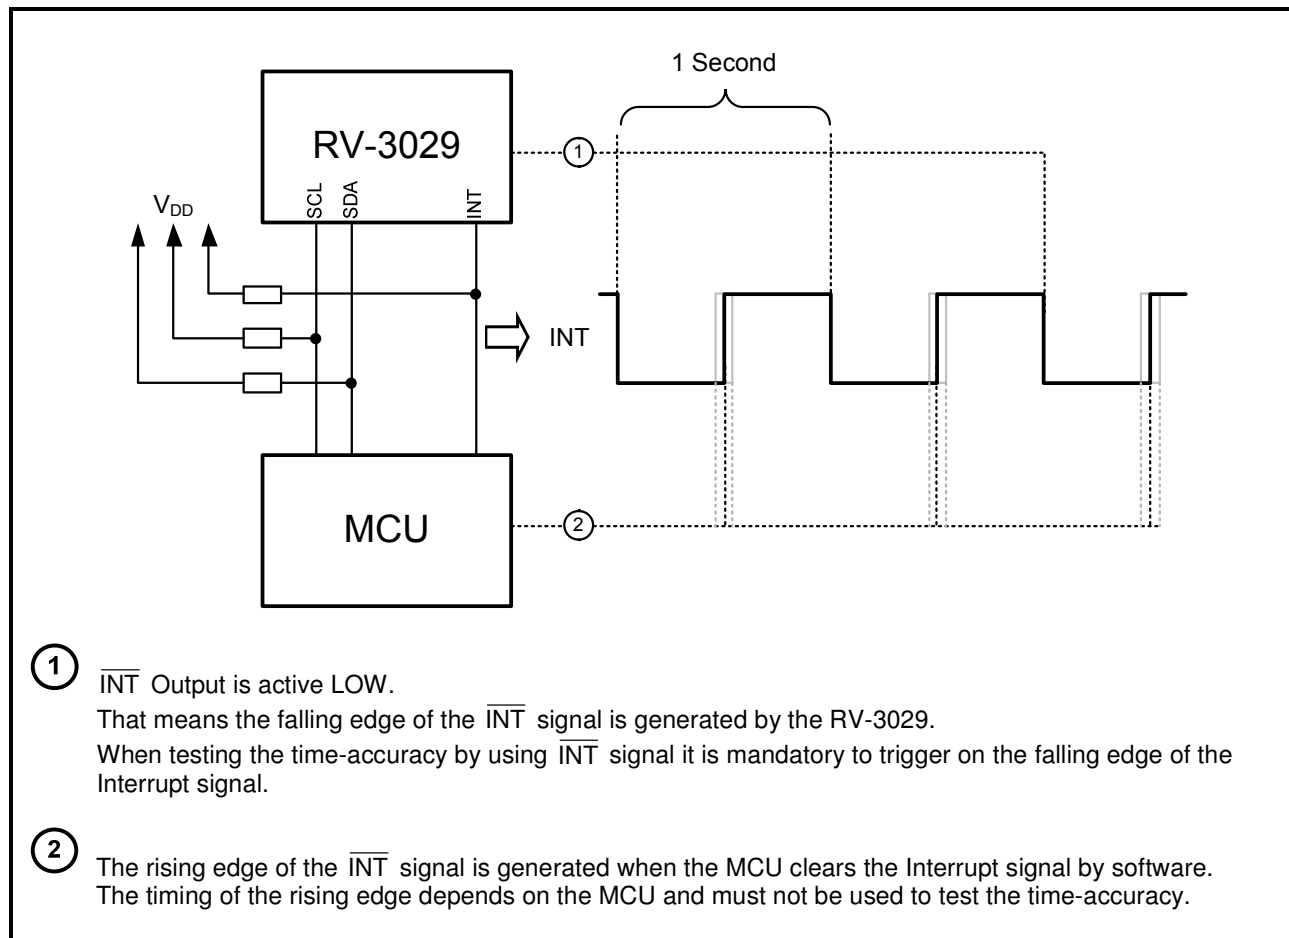 1 Second
RV-3029
1
SCL
SDA
INT
VDD
INT
MCU
2
1
INT Output is active LOW.
That means the falling edge of the INT signal is generated by the RV-3029.
When testing the time-accuracy by using INT signal it is mandatory to trigger on the falling edge of the
Interrupt signal.
2
The rising edge of the INT signal is generated when the MCU clears the Interrupt signal by software.
The timing of the rising edge depends on the MCU and must not be used to test the time-accuracy.